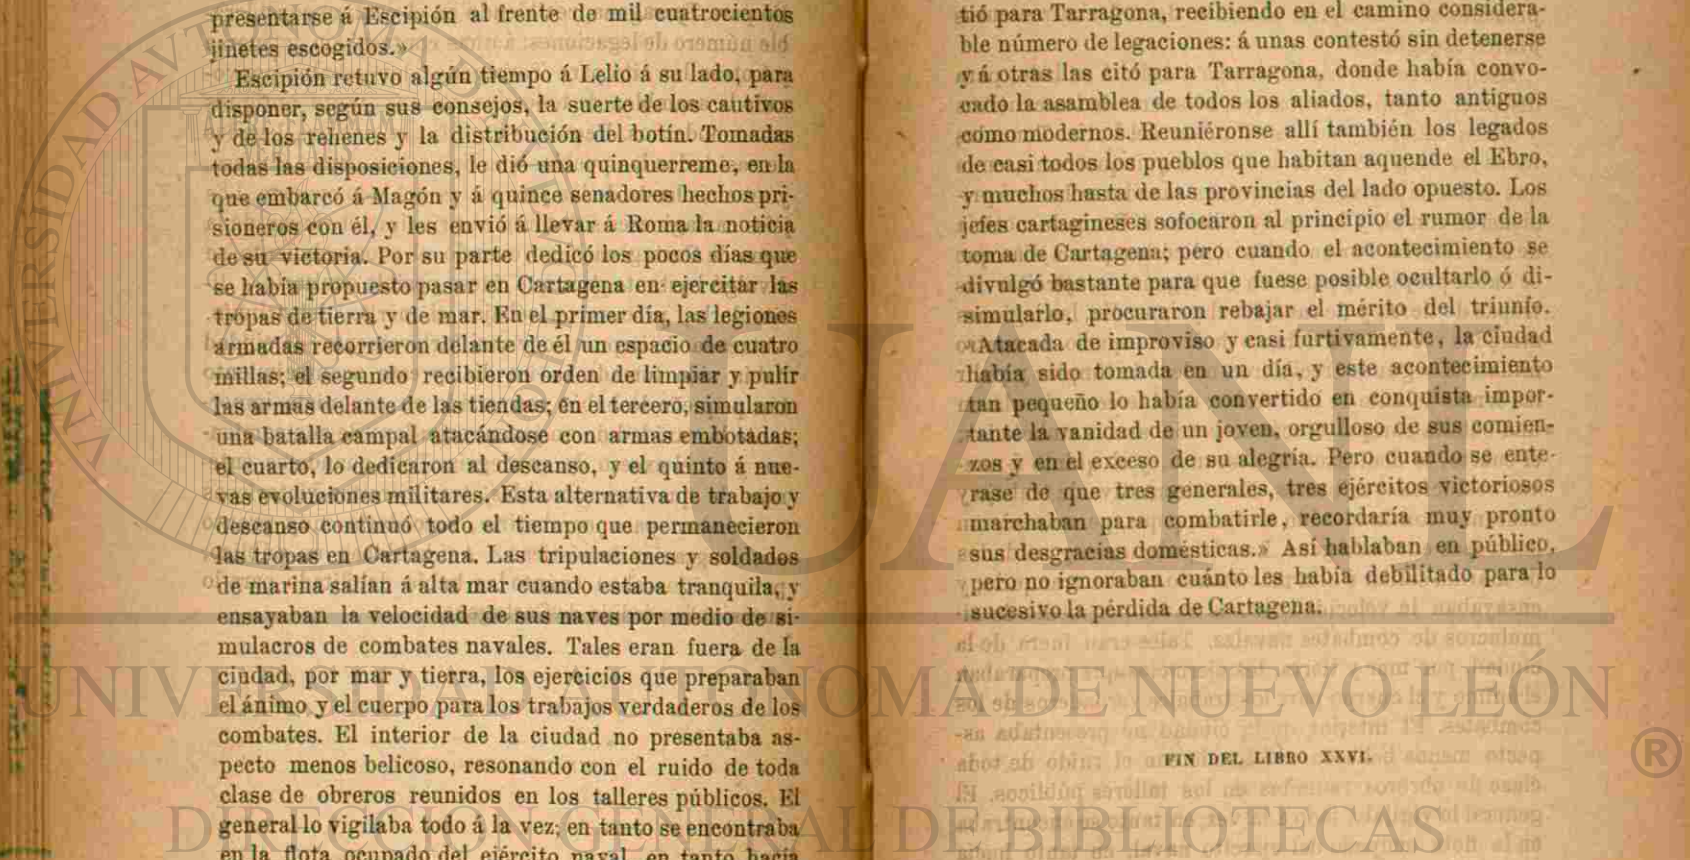 presentarse á Escipión al frente de mil cuatrocientos
jinetes escogidos.»
Escipión retuvo algún tiempo á Lelio á su lado, para
disponer, según sus consejos, la suerte de los cautivos
y de los rehenes y la distribución del botín. Tomadas
todas las disposiciones, le dió una quinquerreme, en la
que embarcó á Magón y á quince senadores hechos pri-
sioneros con él, y les envió á llevar á Roma la noticia
de su victoria. Por su parte dedicó los pocos días que
se había propuesto pasar en Cartagena en ejercitar las
tropas de tierra y de mar. En el primer día, las legiones
armadas recorrieron delante de él un espacio de cuatro
millas; el segundo recibieron orden de limpiar y pulir
las armas delante de las tiendas; en el tercero, simularon
una batalla campal atacándose con armas embotadas;
el cuarto, lo dedicaron al descanso, y el quinto á nue-
vas evoluciones militares. Esta alternativa de trabajo y
descanso continuó todo el tiempo que permanecieron
las tropas en Cartagena. Las tripulaciones y soldados
de marina salían á alta mar cuando estaba tranquila, y
ensayaban la velocidad de sus naves por medio de si-
mulacros de combates navales. Tales eran fuera de la
ciudad, por mar y tierra, los ejercicios que preparaban
el ánimo y el cuerpo para los trabajos verdaderos de los
combates. El interior de la ciudad no presentaba as-
pecto menos belicoso, resonando con el ruido de toda
clase de obreros reunidos en los talleres públicos. El
general lo vigilaba todo á la vez; en tanto se encontraba
en la flota ocupado del ejército naval, en tanto hacía
tió para Tarragona, recibiendo en el camino considera-
ble número de legaciones: á unas contestó sin detenerse
y á otras las citó para Tarragona, donde había convo-
cado la asamblea de todos los aliados, tanto antiguos
como modernos. Reuniéronse allí también los legados
de casi todos los pueblos que habitan aquende el Ebro,
y muchos hasta de las provincias del lado opuesto. Los
jefes cartagineses sofocaron al principio el rumor de la
toma de Cartagena; pero cuando el acontecimiento se
divulgó bastante para que fuese posible ocultarlo ó di-
simularlo, procuraron rebajar el mérito del triunfo.
«Atacada de improviso y casi furtivamente, la ciudad
había sido tomada en un día, y este acontecimiento
tan pequeño lo había convertido en conquista impor-
tante la vanidad de un joven, orgulloso de sus comien-
zos y en el exceso de su alegría. Pero cuando se ente-
rase de que tres generales, tres ejércitos victoriosos
marchaban para combatirle, recordaría muy pronto
sus desgracias domésticas.» Así hablaban en público,
pero no ignoraban cuánto les había debilitado para lo
sucesivo la pérdida de Cartagena.
FIN DEL LIBRO XXVI.
UNIVERSIDAD AUTÓNOM
UANL
UNIVERSIDAD AUTÓNOMA DE NUEVO LEÓN
®
DIRECCIÓN GENERAL DE BIBLIOTECAS